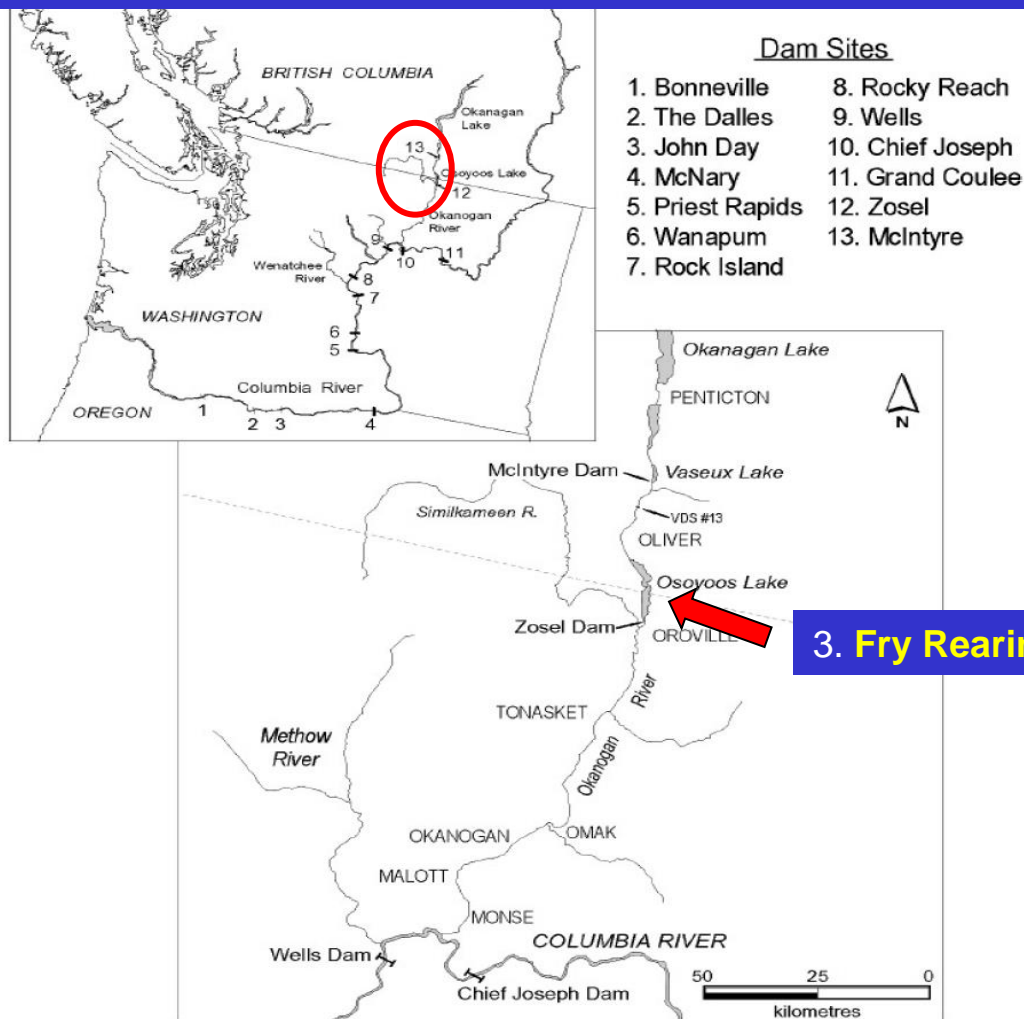 BRITISH COLUMBIA
Okanagan
Lake
13
Osoyoos Lake
12
Okanogan
River
9
10
11
Wenatchee
River
8
7
WASHINGTON
6
5
Columbia River
OREGON
1
2
3
4
Dam Sites
1. Bonneville
2. The Dalles
3. John Day
4. McNary
5. Priest Rapids
6. Wanapum
7. Rock Island
8. Rocky Reach
9. Wells
10. Chief Joseph
11. Grand Coulee
12. Zosel
13. McIntyre
Okanagan Lake
PENTICTON
N
McIntyre Dam
Vaseux Lake
Similkameen R.
VDS #13
OLIVER
Osoyoos Lake
Zosel Dam
OROVILLE
3. Fry Rearin
TONASKET
River
Okanogan
Methow
River
OKANOGAN
OMAK
MALOTT
MONSE
Wells Dam
COLUMBIA RIVER
Chief Joseph Dam
50 25 0
kilometres